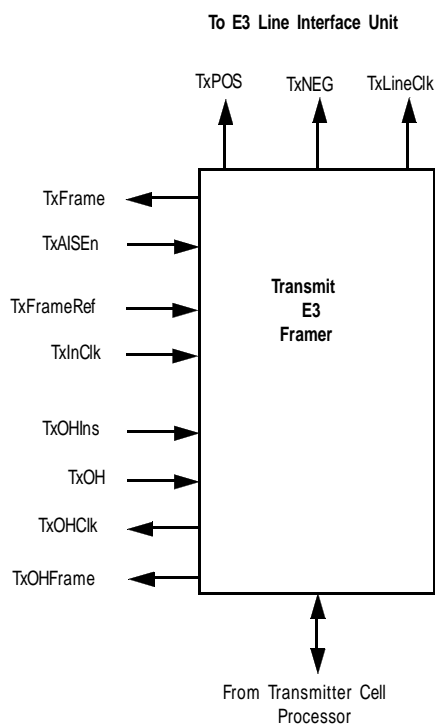 To E3 Line Interface Unit
TxPOS TxNEG TxLineClk
TxFrame
TxAISEn
TxFrameRef
TxInClk
TxOHIns
TxOH
TxOHClk
TxOHFrame
Transmit
E3
Framer
From Transmitter Cell
Processor